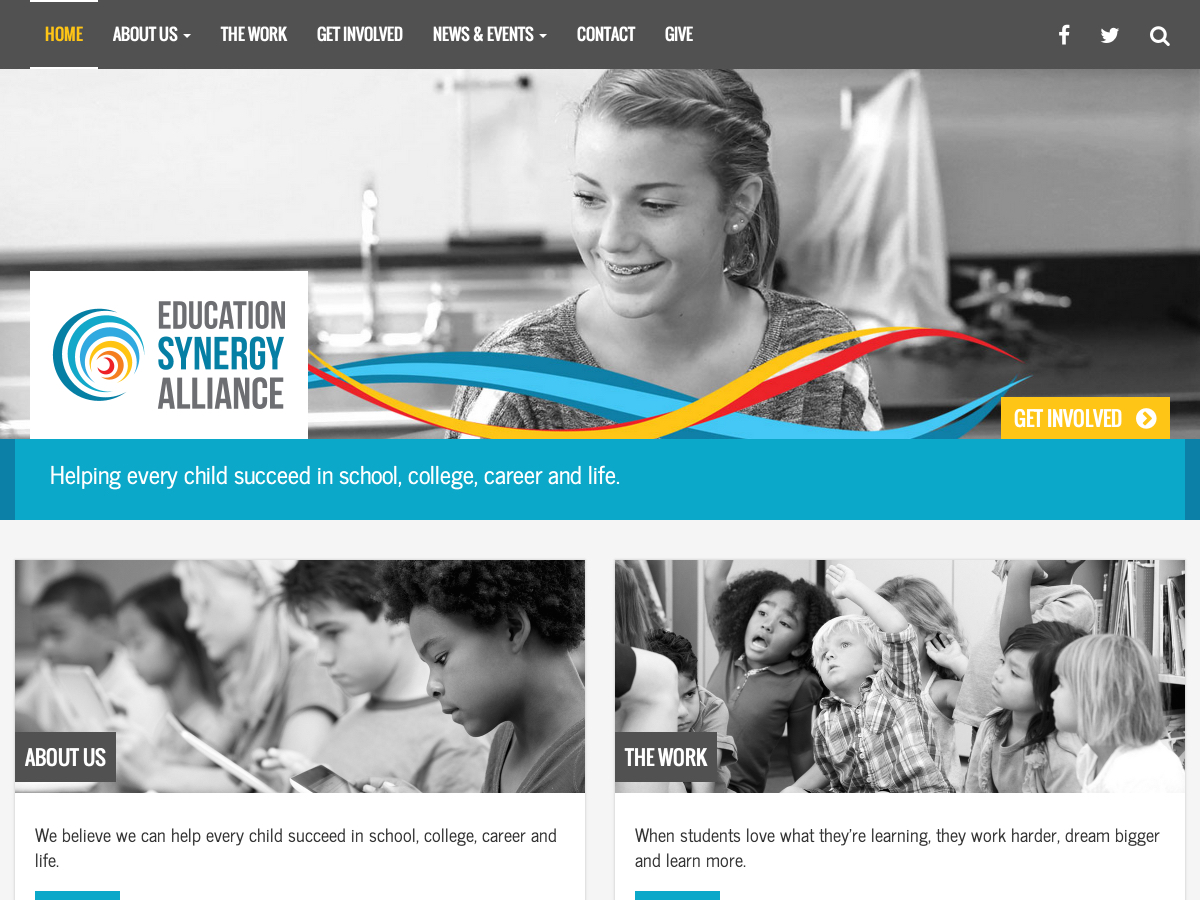 HOME ABOUT US THE WORK GET INVOLVED NEWS & EVENTS CONTACT GIVE
EDUCATION
SYNERGY
ALLIANCE
GET INVOLVED
Helping every child succeed in school, college, career and life.
ABOUT US
We believe we can help every child succeed in school, college, career and
life.
THE WORK
When students love what they're learning, they work harder, dream bigger
and learn more.